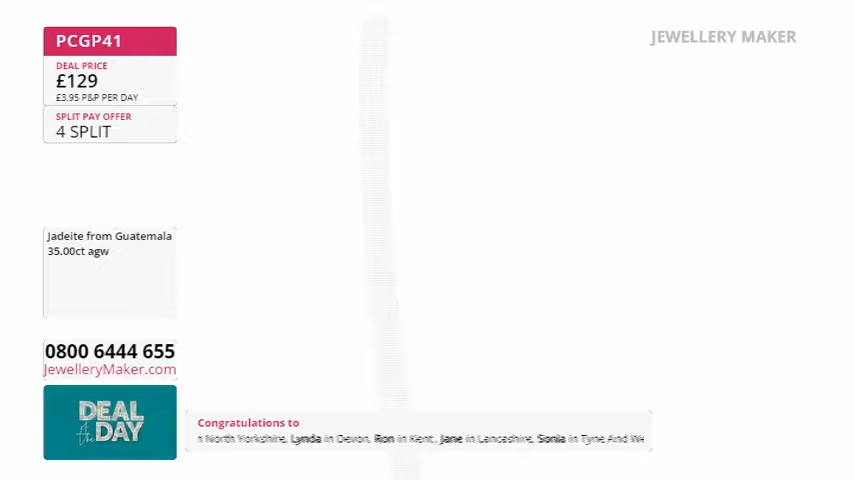 PCGP41
DEAL PRICE
£129
£3.95 P&P PER DAY
SPLIT PAY OFFER
4 SPLIT
JEWELLERY MAKER
Jadeite from Guatemala
35.00ct agw
0800 6444 655
JewelleryMaker.com
DEAL
of the
DAY
Congratulations to
North Yorkshire, Lynda in Devon, Ron in Kent, Jane in Lancashire, Sonia in Tyne And We